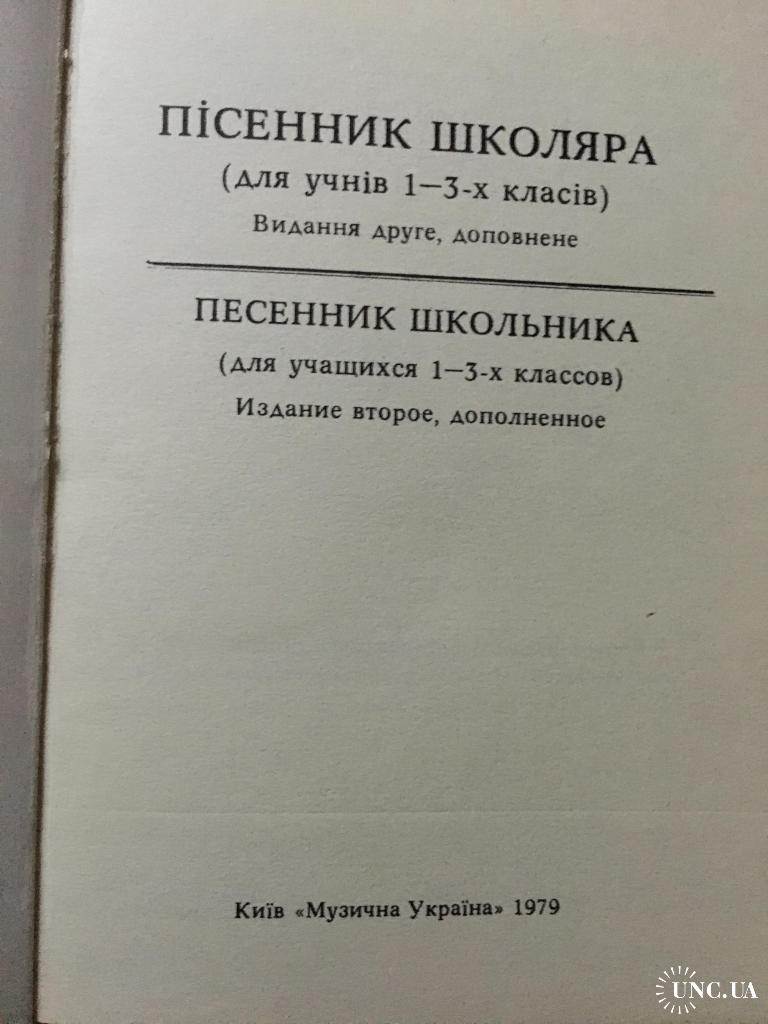 ПІСЕННИК ШКОЛЯРА
(для учнів 1—3-х класів)
Видання друге, доповнене
ПЕСЕННИК ШКОЛЬНИКА
(для учащихся 1—3-х классов)
Издание второе, дополненное
Київ «Музична Україна» 1979
UNC.UA